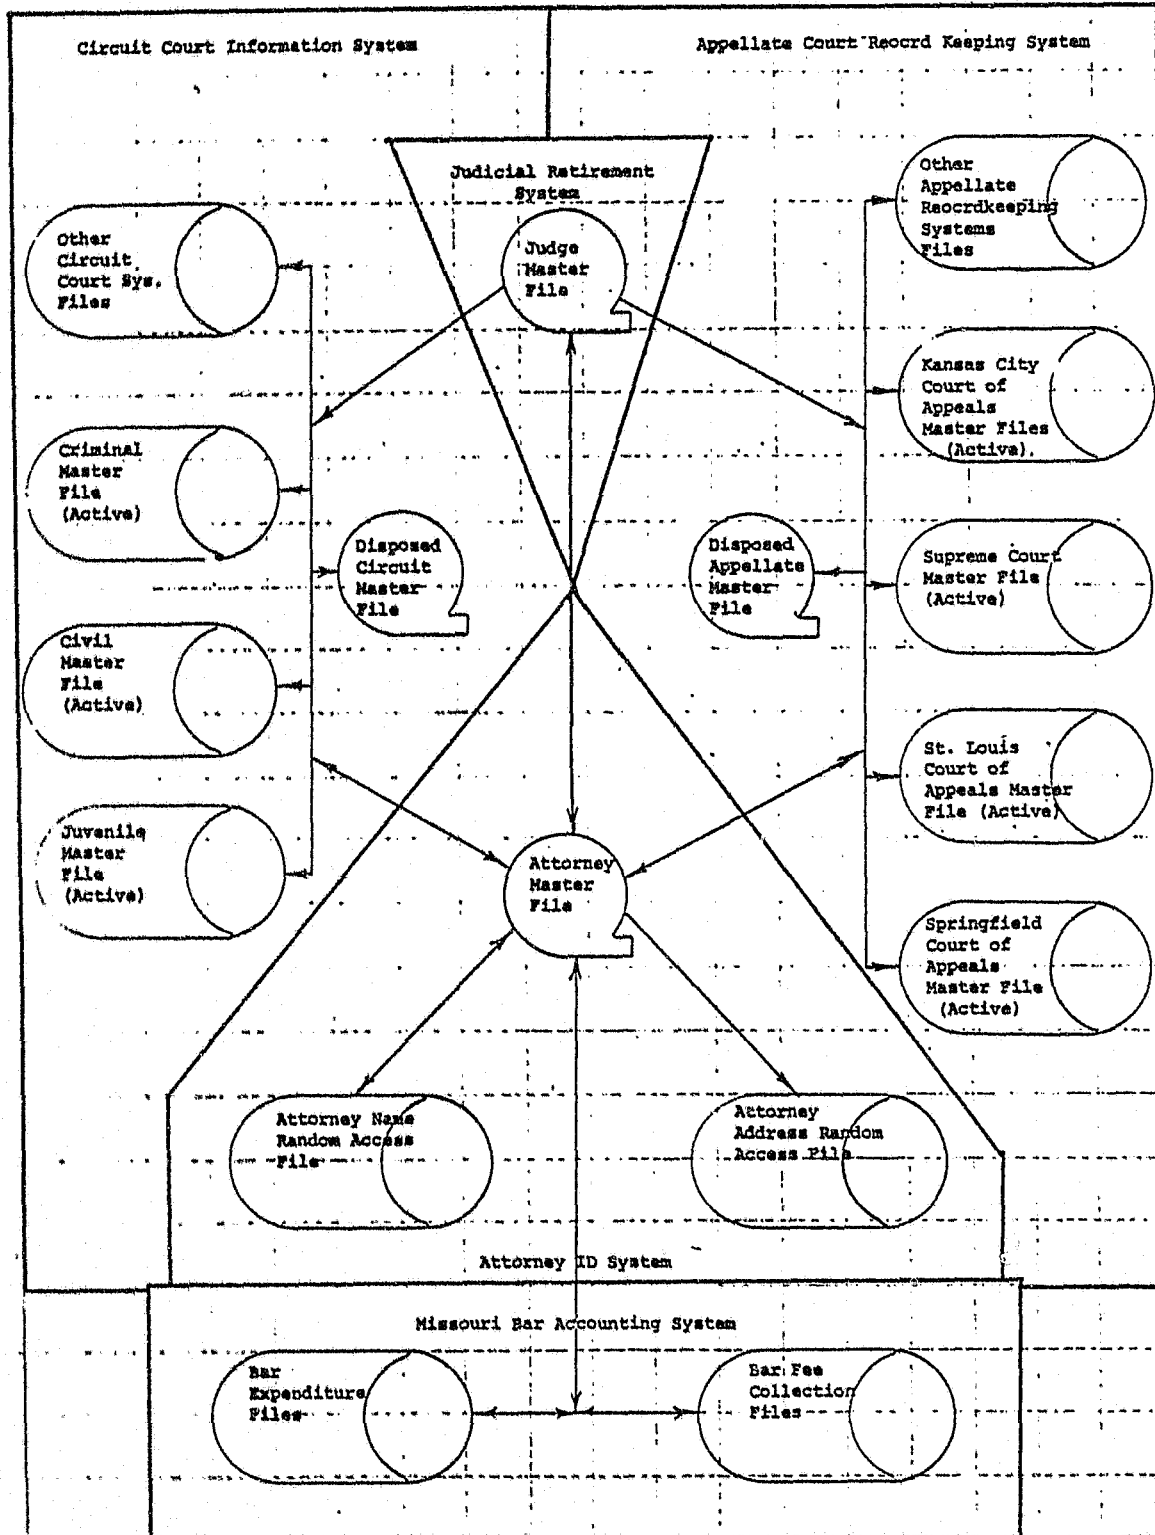 Circuit Court Information System
Appellate Court Reocrd Keeping System
Judicial Retirement
System
Judge
Master
File
Other
Circuit
Court Sys.
Files
Criminal
Master
File
(Active)
Civil
Master
File
(Active)
Juvenile
Master
File
(Active)
Disposed
Circuit
Master
File
Disposed
Appellate
Master
File
Other
Appellate
Reocrdkeeping
Systems
Files
Kansas City
Court of
Appeals
Master Files
(Active).
Supreme Court
Master File
(Active)
St. Louis
Court of
Appeals Master
File (Active)
Springfield
Court of
Appeals
Master File
(Active)
Attorney
Master
File
Attorney Name
Random Access
File
Attorney
Address Random
Access File
Attorney ID System
Missouri Bar Accounting System
Bar
Expenditure
Files
Bar Fee
Collection
Files